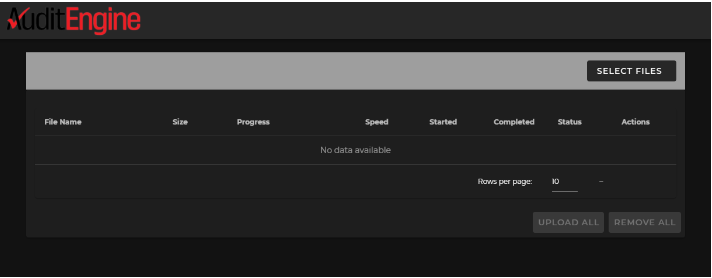 AuditEngine
SELECT FILES
File Name Size Progress Speed Started Completed Status Actions
No data available
Rows per page: 10 –
UPLOAD ALL REMOVE ALL